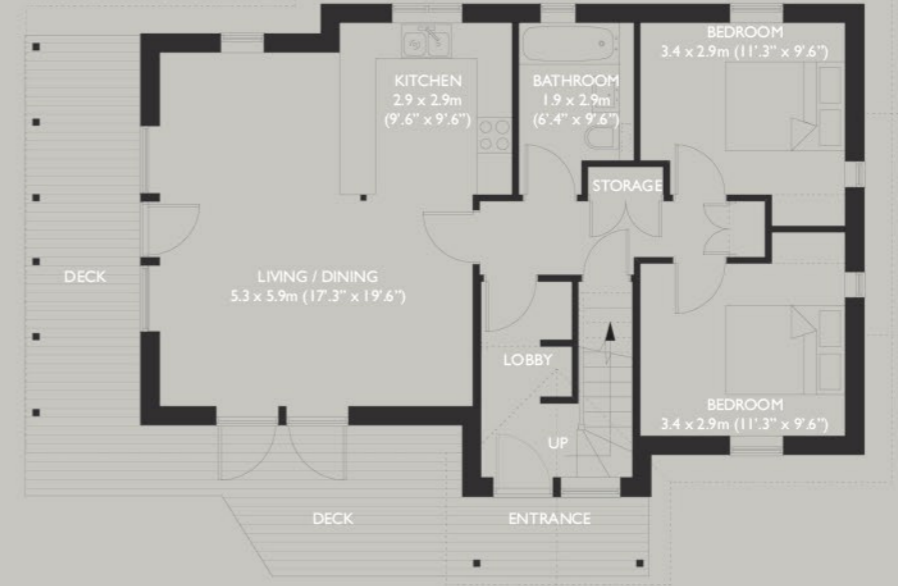 BEDROOM
3.4 x 2.9m (11'.3" x 9'.6")
KITCHEN
2.9 x 2.9m
(9'.6" x 9'.6")
BATHROOM
1.9 x 2.9m
(6'.4" x 9'.6")
STORAGE
DECK
LIVING / DINING
5.3 x 5.9m (17'.3" x 19'.6")
LOBBY
BEDROOM
3.4 x 2.9m (11'.3" x 9'.6")
UP
DECK
ENTRANCE